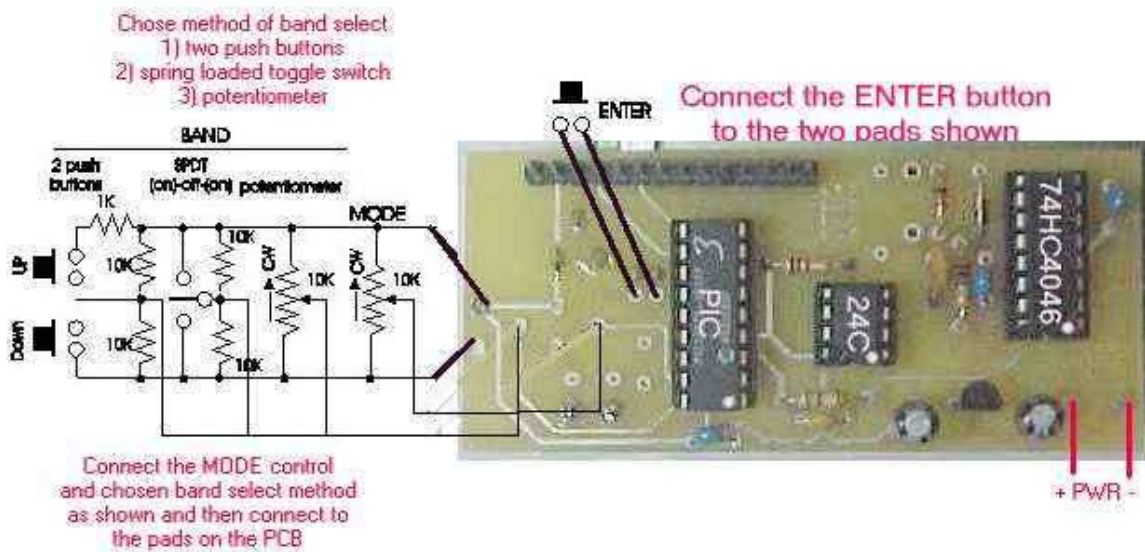 Chose method of band select
1) two push buttons
2) spring loaded toggle switch
3) potentiometer
ENTER
Connect the ENTER button
to the two pads shown
BAND
2 push
buttons
SPDT
(on)-off-(on)
potentiometer
1K
MODE
UP
10K
10K
CW
10K
CW
10K
Down
10K
10K
PIC
24C
74HC4046
Connect the MODE control
and chosen band select method
as shown and then connect to
the pads on the PCB
+ PWR -